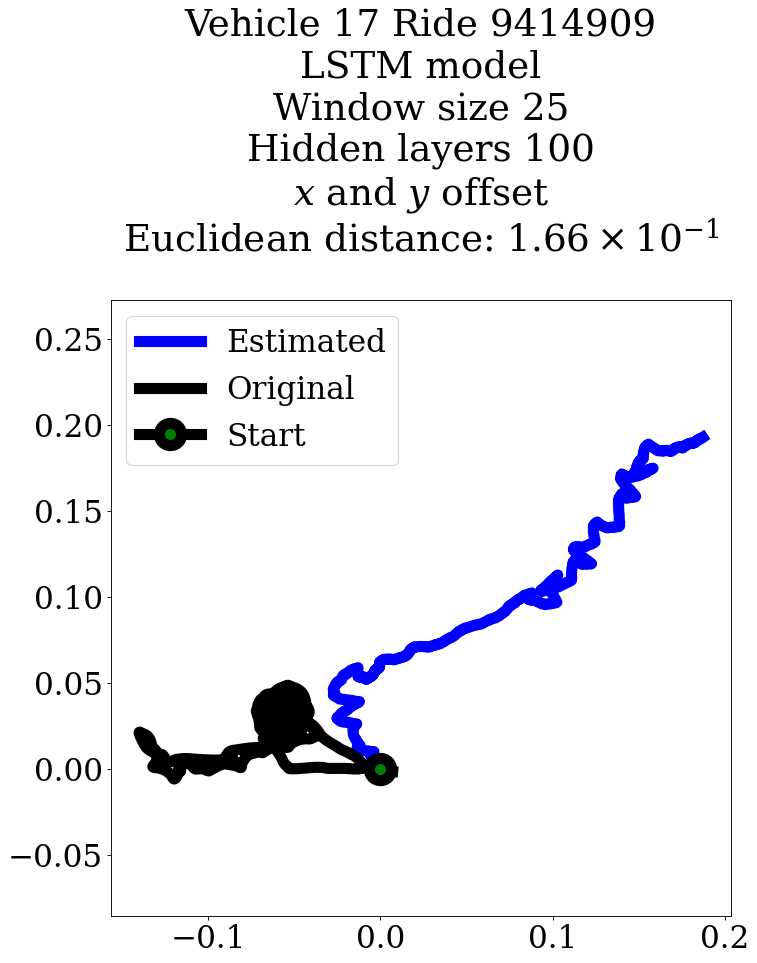 Vehicle 17 Ride 9414909
LSTM model
Window size 25
Hidden layers 100
x and y offset
Euclidean distance: 1.66 × 10⁻¹
Estimated
Original
Start
0.25
0.20
0.15
0.10
0.05
0.00
−0.05
−0.1 0.0 0.1 0.2